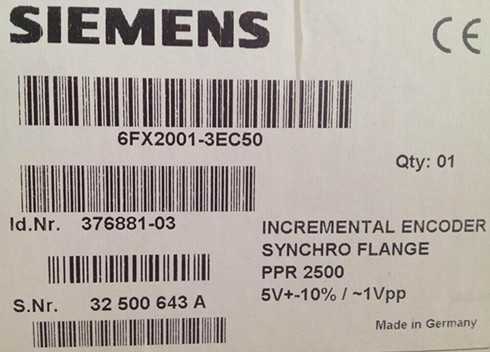 SIEMENS
CE
6FX2001-3EC50
Qty: 01
Id.Nr. 376881-03
INCREMENTAL ENCODER
SYNCHRO FLANGE
PPR 2500
5V+-10% / ~1Vpp
S.Nr. 32 500 643 A
Made in Germany